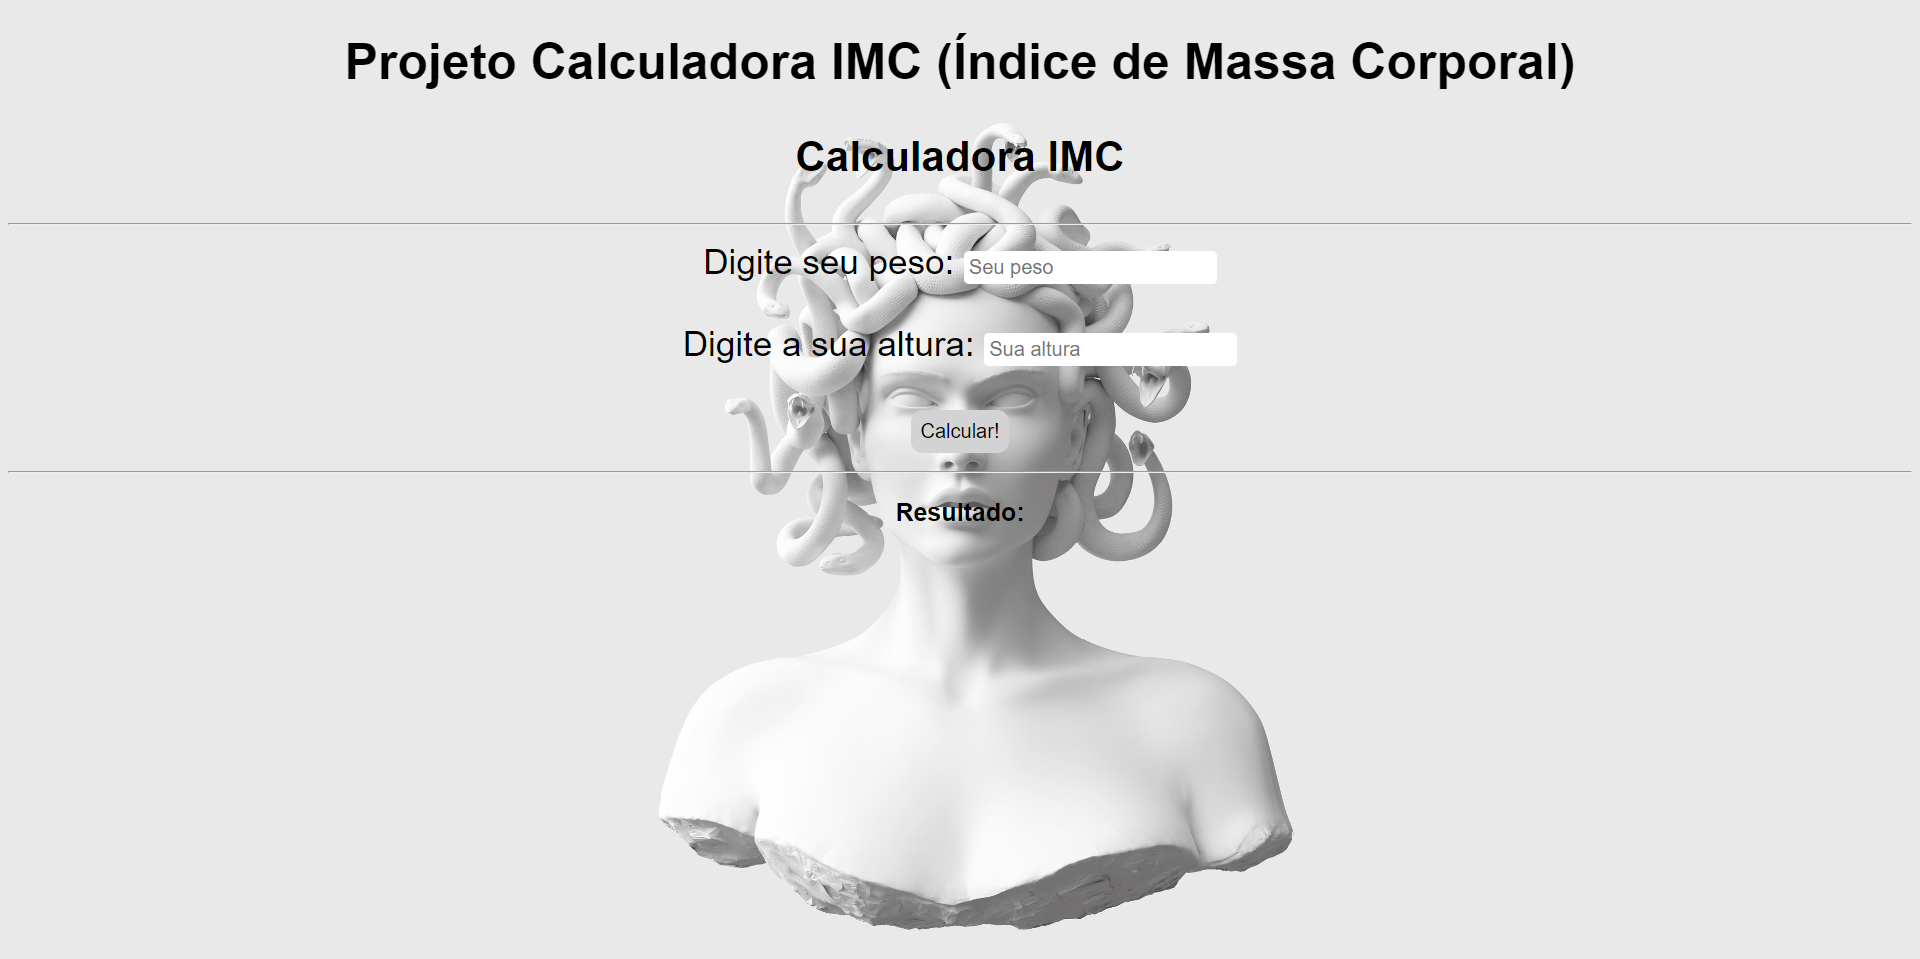 Projeto Calculadora IMC (Índice de Massa Corporal)
Calculadora IMC
Digite seu peso: Seu peso
Digite a sua altura: Sua altura
Calcular!
Resultado: